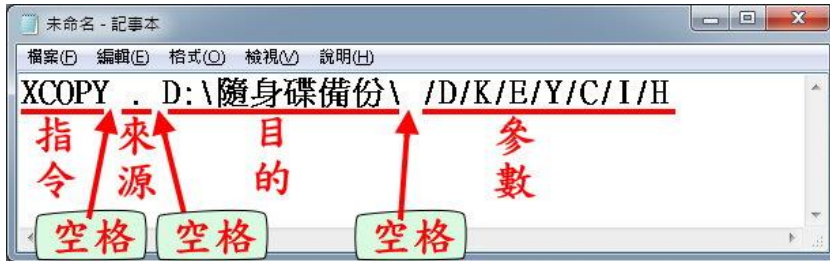 未命名 - 記事本
檔案(F) 編輯(E) 格式(O) 檢視(V) 說明(H)
XCOPY . D:\隨身碟備份\ /D/K/E/Y/C/I/H
指令 來源 目的 參數
空格 空格 空格